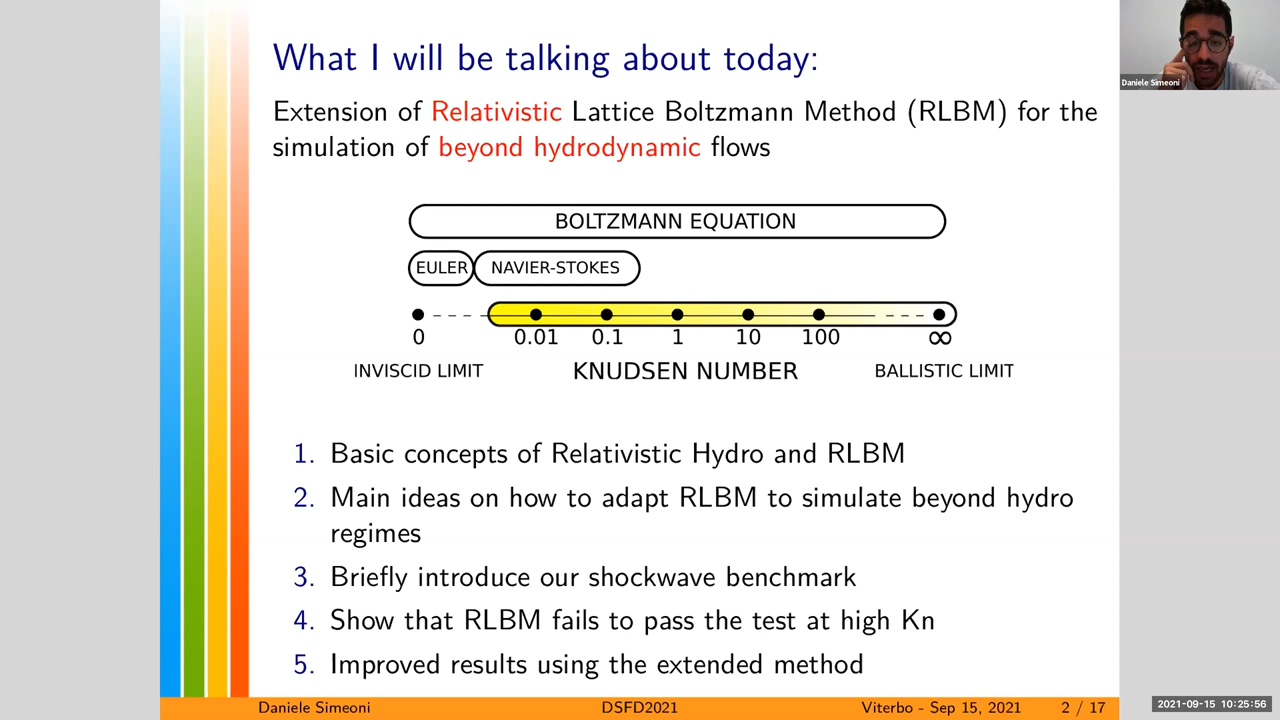 What I will be talking about today:
Extension of Relativistic Lattice Boltzmann Method (RLBM) for the
simulation of beyond hydrodynamic flows
BOLTZMANN EQUATION
EULER NAVIER-STOKES
0 0.01 0.1 1 10 100 ∞
INVISCID LIMIT KNUDSEN NUMBER BALLISTIC LIMIT
1. Basic concepts of Relativistic Hydro and RLBM
2. Main ideas on how to adapt RLBM to simulate beyond hydro
regimes
3. Briefly introduce our shockwave benchmark
4. Show that RLBM fails to pass the test at high Kn
5. Improved results using the extended method
Daniele Simeoni DSFD2021 Viterbo - Sep 15, 2021 2 / 17
Daniele Simeoni
2021-09-15 10:25:56